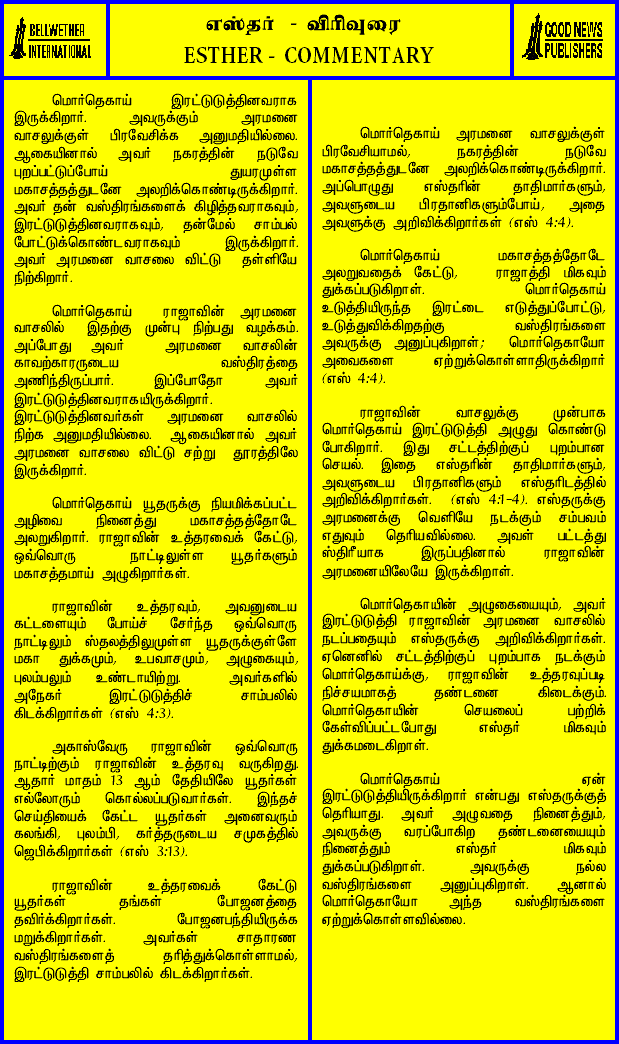 BELLWETHER
INTERNATIONAL
எஸ்தர் - விரிவுரை
ESTHER - COMMENTARY
GOOD NEWS
PUBLISHERS
மொர்தெகாய் இரட்டுடுத்தினவராக
இருக்கிறார். அவருக்கும் அரமனை
வாசலுக்குள் பிரவேசிக்க அனுமதியில்லை.
ஆகையினால் அவர் நகரத்தின் நடுவே
புறப்பட்டுப்போய் துயரமுள்ள
மகாசத்தத்துடனே அலறிக்கொண்டிருக்கிறார்.
அவர் தன் வஸ்திரங்களைக் கிழித்தவராகவும்,
இரட்டுடுத்தினவராகவும், தன்மேல் சாம்பல்
போட்டுக்கொண்டவராகவும் இருக்கிறார்.
அவர் அரமனை வாசலை விட்டு தள்ளியே
நிற்கிறார்.
மொர்தெகாய் ராஜாவின் அரமனை
வாசலில் இதற்கு முன்பு நிற்பது வழக்கம்.
அப்போது அவர் அரமனை வாசலின்
காவற்காரருடைய வஸ்திரத்தை
அணிந்திருப்பார். இப்போதோ அவர்
இரட்டுடுத்தினவராகயிருக்கிறார்.
இரட்டுடுத்தினவர்கள் அரமனை வாசலில்
நிற்க அனுமதியில்லை. ஆகையினால் அவர்
அரமனை வாசலை விட்டு சற்று தூரத்திலே
இருக்கிறார்.
மொர்தெகாய் யூதருக்கு நியமிக்கப்பட்ட
அழிவை நினைத்து மகாசத்தத்தோடே
அலறுகிறார். ராஜாவின் உத்தரவைக் கேட்டு,
ஒவ்வொரு நாட்டிலுள்ள யூதர்களும்
மகாசத்தமாய் அழுகிறார்கள்.
ராஜாவின் உத்தரவும், அவனுடைய
கட்டளையும் போய்ச் சேர்ந்த ஒவ்வொரு
நாட்டிலும் ஸ்தலத்திலுமுள்ள யூதருக்குள்ளே
மகா துக்கமும், உபவாசமும், அழுகையும்,
புலம்பலும் உண்டாயிற்று. அவர்களில்
அநேகர் இரட்டுடுத்திச் சாம்பலில்
கிடக்கிறார்கள் (எஸ் 4:3).
அகாஸ்வேரு ராஜாவின் ஒவ்வொரு
நாட்டிற்கும் ராஜாவின் உத்தரவு வருகிறது.
ஆதார் மாதம் 13 ஆம் தேதியிலே யூதர்கள்
எல்லோரும் கொல்லப்படுவார்கள். இந்தச்
செய்தியைக் கேட்ட யூதர்கள் அனைவரும்
கலங்கி, புலம்பி, கர்த்தருடைய சமுகத்தில்
ஜெபிக்கிறார்கள் (எஸ் 3:13).
ராஜாவின் உத்தரவைக் கேட்டு
யூதர்கள் தங்கள் போஜனத்தை
தவிர்க்கிறார்கள். போஜனபந்தியிருக்க
மறுக்கிறார்கள். அவர்கள் சாதாரண
வஸ்திரங்களைத் தரித்துக்கொள்ளாமல்,
இரட்டுடுத்தி சாம்பலில் கிடக்கிறார்கள்.
மொர்தெகாய் அரமனை வாசலுக்குள்
பிரவேசியாமல், நகரத்தின் நடுவே
மகாசத்தத்துடனே அலறிக்கொண்டிருக்கிறார்.
அப்பொழுது எஸ்தரின் தாதிமார்களும்,
அவளுடைய பிரதானிகளும்போய், அதை
அவளுக்கு அறிவிக்கிறார்கள் (எஸ் 4:4).
மொர்தெகாய் மகாசத்தத்தோடே
அலறுவதைக் கேட்டு, ராஜாத்தி மிகவும்
துக்கப்படுகிறாள். மொர்தெகாய்
உடுத்தியிருந்த இரட்டை எடுத்துப்போட்டு,
உடுத்துவிக்கிறதற்கு வஸ்திரங்களை
அவருக்கு அனுப்புகிறாள்; மொர்தெகாயோ
அவைகளை ஏற்றுக்கொள்ளாதிருக்கிறார்
(எஸ் 4:4).
ராஜாவின் வாசலுக்கு முன்பாக
மொர்தெகாய் இரட்டுடுத்தி அழுது கொண்டு
போகிறார். இது சட்டத்திற்குப் புறம்பான
செயல். இதை எஸ்தரின் தாதிமார்களும்,
அவளுடைய பிரதானிகளும் எஸ்தரிடத்தில்
அறிவிக்கிறார்கள். (எஸ் 4:1-4). எஸ்தருக்கு
அரமனைக்கு வெளியே நடக்கும் சம்பவம்
எதுவும் தெரியவில்லை. அவள் பட்டத்து
ஸ்திரீயாக இருப்பதினால் ராஜாவின்
அரமனையிலேயே இருக்கிறாள்.
மொர்தெகாயின் அழுகையையும், அவர்
இரட்டுடுத்தி ராஜாவின் அரமனை வாசலில்
நடப்பதையும் எஸ்தருக்கு அறிவிக்கிறார்கள்.
ஏனெனில் சட்டத்திற்குப் புறம்பாக நடக்கும்
மொர்தெகாய்க்கு, ராஜாவின் உத்தரவுப்படி
நிச்சயமாகத் தண்டனை கிடைக்கும்.
மொர்தெகாயின் செயலைப் பற்றிக்
கேள்விப்பட்டபோது எஸ்தர் மிகவும்
துக்கமடைகிறாள்.
மொர்தெகாய் ஏன்
இரட்டுடுத்தியிருக்கிறார் என்பது எஸ்தருக்குத்
தெரியாது. அவர் அழுவதை நினைத்தும்,
அவருக்கு வரப்போகிற தண்டனையையும்
நினைத்தும் எஸ்தர் மிகவும்
துக்கப்படுகிறாள். அவருக்கு நல்ல
வஸ்திரங்களை அனுப்புகிறாள். ஆனால்
மொர்தெகாயோ அந்த வஸ்திரங்களை
ஏற்றுக்கொள்ளவில்லை.